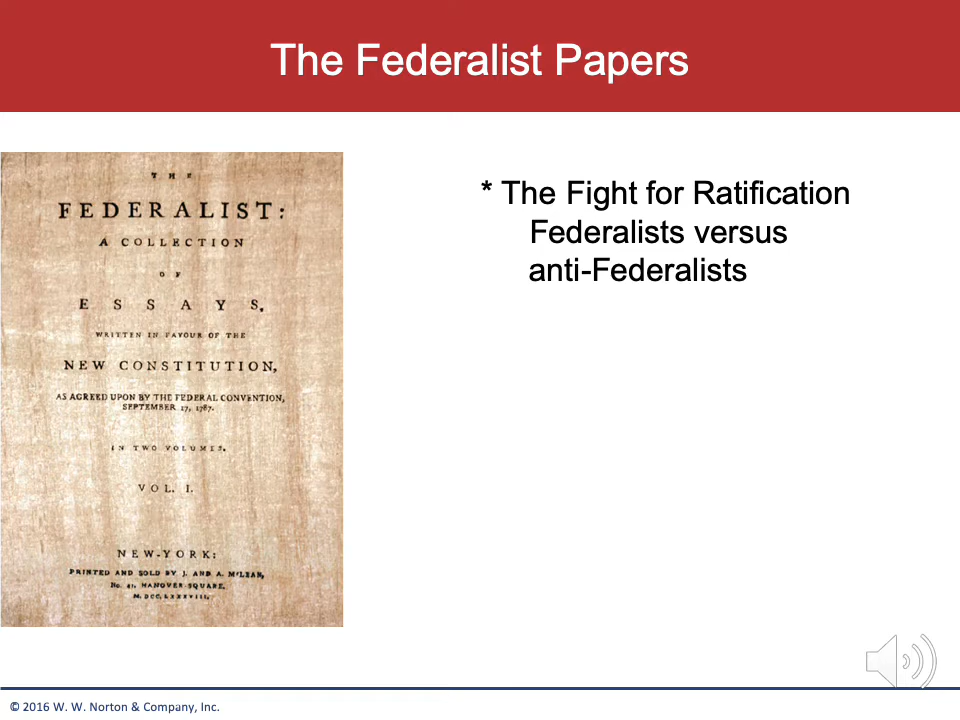 The Federalist Papers
THE
FEDERALIST:
A COLLECTION
OF
ESSAYS,
WRITTEN IN FAVOUR OF THE
NEW CONSTITUTION,
AS AGREED UPON BY THE FEDERAL CONVENTION,
SEPTEMBER 17, 1787.
IN TWO VOLUMES.
VOL. I.
NEW-YORK:
PRINTED AND SOLD BY J. AND A. M‘LEAN,
No. 41, HANOVER-SQUARE.
M,DCC,LXXXVIII.
* The Fight for Ratification
Federalists versus
anti-Federalists
© 2016 W. W. Norton & Company, Inc.